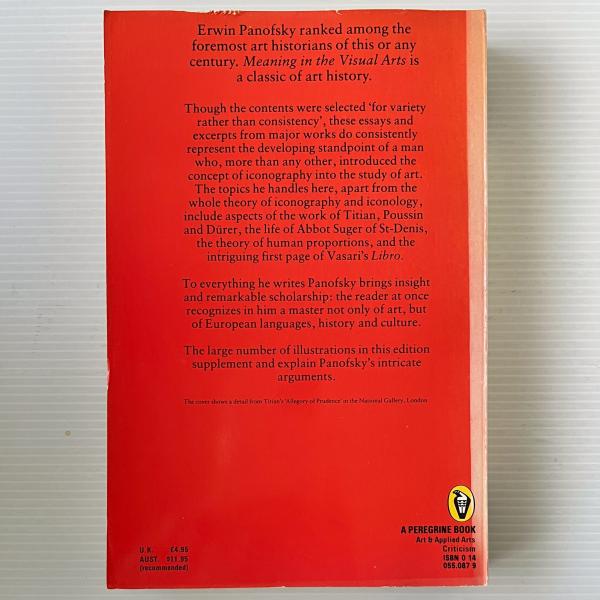 Erwin Panofsky ranked among the
foremost art historians of this or any
century. Meaning in the Visual Arts is
a classic of art history.
Though the contents were selected ‘for variety
rather than consistency’, these essays and
excerpts from major works do consistently
represent the developing standpoint of a man
who, more than any other, introduced the
concept of iconography into the study of art.
The topics he handles here, apart from the
whole theory of iconography and iconology,
include aspects of the work of Titian, Poussin
and Dürer, the life of Abbot Suger of St-Denis,
the theory of human proportions, and the
intriguing first page of Vasari’s Libro.
To everything he writes Panofsky brings insight
and remarkable scholarship: the reader at once
recognizes in him a master not only of art, but
of European languages, history and culture.
The large number of illustrations in this edition
supplement and explain Panofsky’s intricate
arguments.
The cover shows a detail from Titian’s ‘Allegory of Prudence’ in the National Gallery, London
A PEREGRINE BOOK
Art & Applied Arts
Criticism
ISBN 0 14
055.087 9
U.K. £4.95
AUST. $11.95
(recommended)